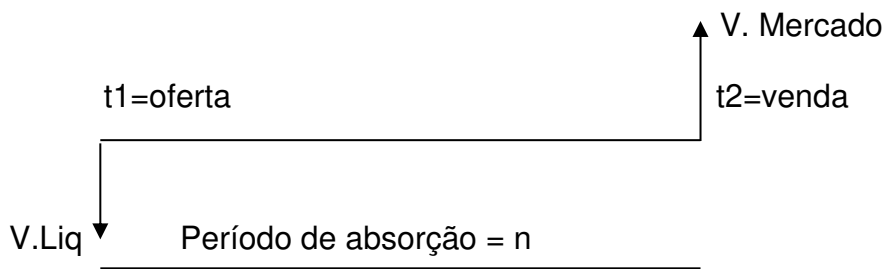 V. Mercado
t1=oferta
t2=venda
V.Liq
Período de absorção = n